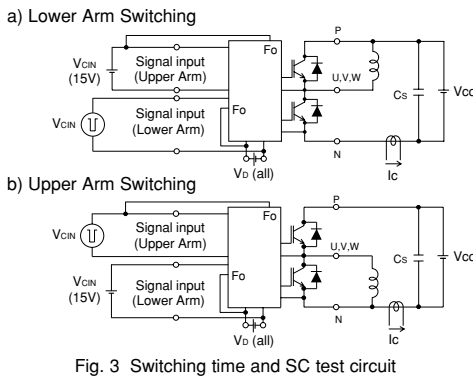 a) Lower Arm Switching
P
Fo
VCIN
(15V)
Signal input
(Upper Arm)
U,V,W
CS
VCC
Signal input
(Lower Arm)
Fo
VCIN
N
VD (all)
Ic
b) Upper Arm Switching
P
Fo
VCIN
Signal input
(Upper Arm)
U,V,W
CS
VCC
VCIN
(15V)
Signal input
(Lower Arm)
Fo
N
VD (all)
Ic
Fig. 3 Switching time and SC test circuit